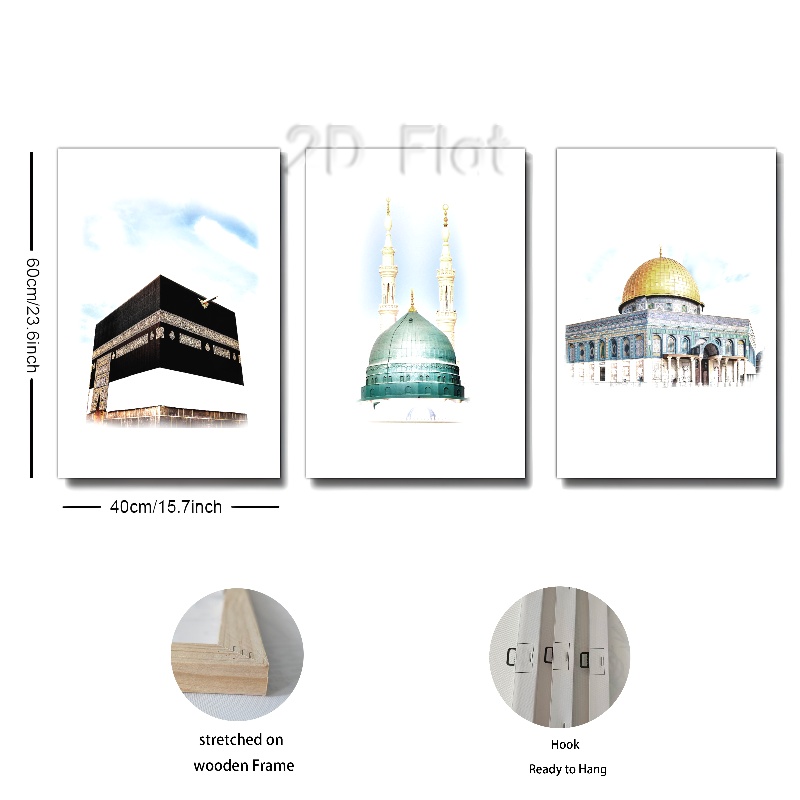 2D Flat
60cm/23.6inch
40cm/15.7inch
stretched on
wooden Frame
Hook
Ready to Hang